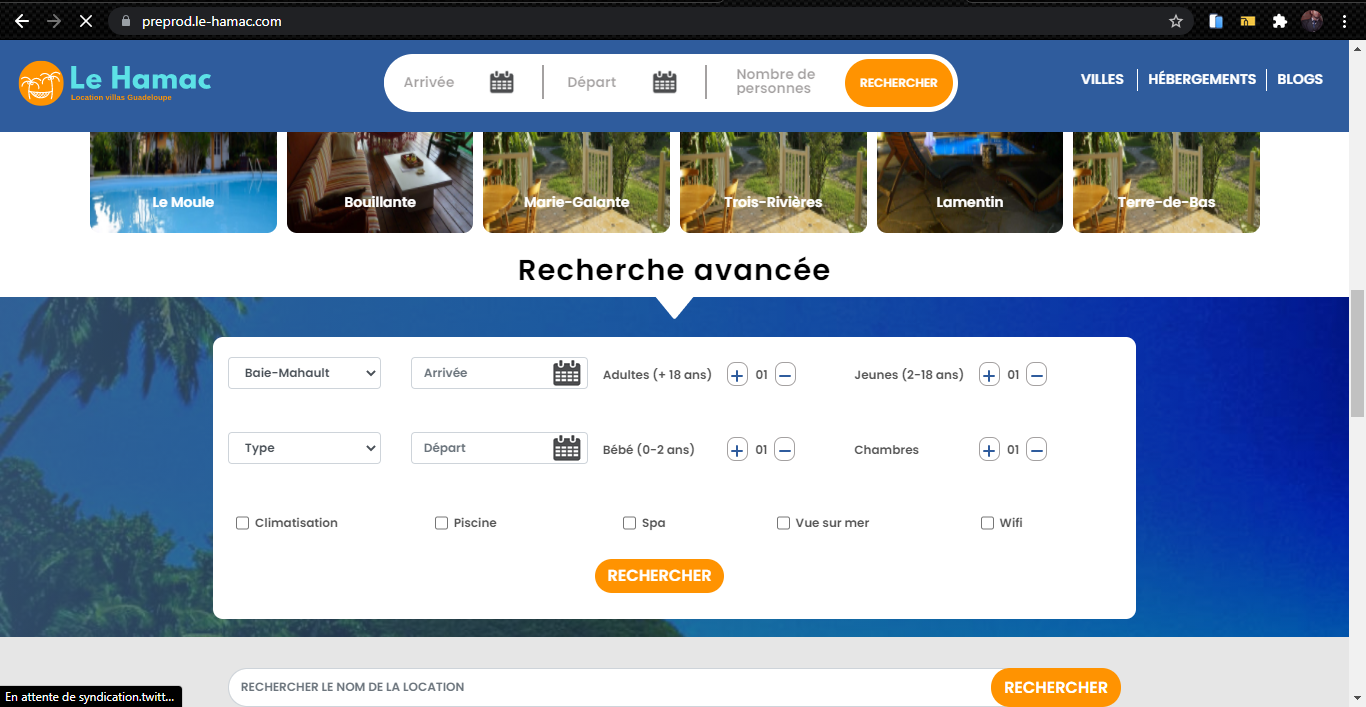 preprod.le-hamac.com
Le Hamac
Location villas Guadeloupe
Arrivée
Départ
Nombre de
personnes
RECHERCHER
VILLES
HÉBERGEMENTS
BLOGS
Le Moule
Bouillante
Marie-Galante
Trois-Rivières
Lamentin
Terre-de-Bas
Recherche avancée
Baie-Mahault
Arrivée
Adultes (+ 18 ans)
+ 01 −
Jeunes (2-18 ans)
+ 01 −
Type
Départ
Bébé (0-2 ans)
+ 01 −
Chambres
+ 01 −
Climatisation
Piscine
Spa
Vue sur mer
Wifi
RECHERCHER
RECHERCHER LE NOM DE LA LOCATION
RECHERCHER
En attente de syndication.twitt...